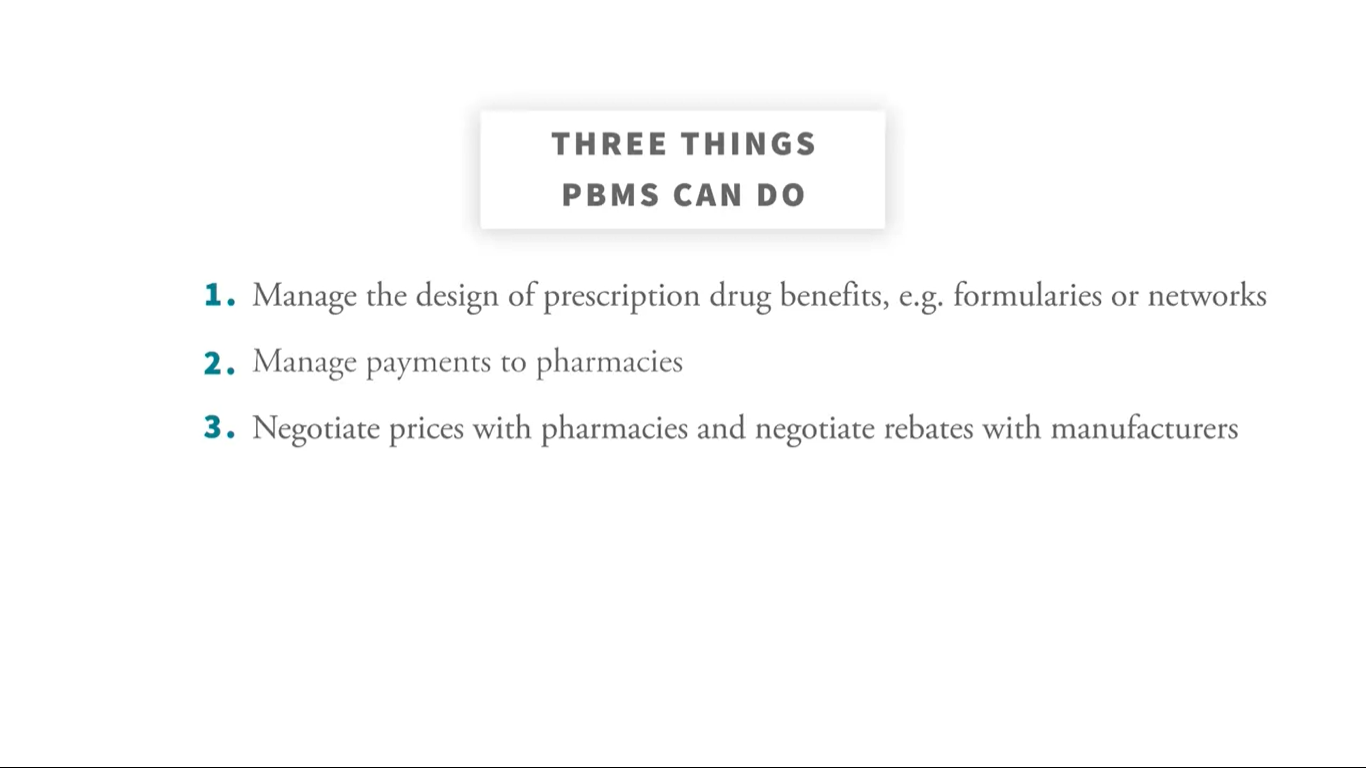 THREE THINGS
PBMS CAN DO
1. Manage the design of prescription drug benefits, e.g. formularies or networks
2. Manage payments to pharmacies
3. Negotiate prices with pharmacies and negotiate rebates with manufacturers